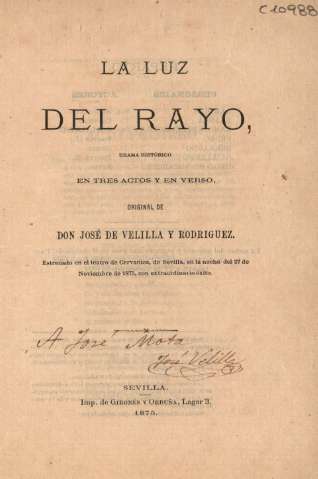 C10988
LA LUZ
DEL RAYO,
DRAMA HISTÓRICO
EN TRES ACTOS Y EN VERSO,
ORIGINAL DE
DON JOSÉ DE VELILLA Y RODRIGUEZ.
Estrenado en el teatro de Cervantes, de Sevilla, en la noche del 27 de
Noviembre de 1875, con extraordinario éxito.
A José Mota
José Velilla
SEVILLA.
Imp. de GIRONÉS Y ORDUÑA, Lagar 3.
1875.